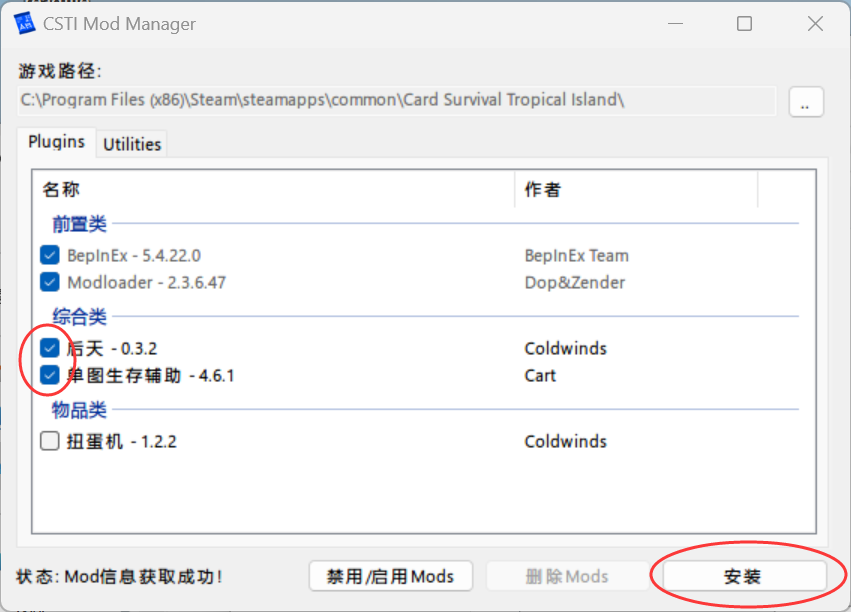 CSTI Mod Manager
游戏路径:
C:\Program Files (x86)\Steam\steamapps\common\Card Survival Tropical Island\
..
Plugins Utilities
名称 作者
前置类
BepInEx - 5.4.22.0 BepInEx Team
Modloader - 2.3.6.47 Dop&Zender
综合类
后天 - 0.3.2 Coldwinds
单图生存辅助 - 4.6.1 Cart
物品类
扭蛋机 - 1.2.2 Coldwinds
状态: Mod信息获取成功! 禁用/启用Mods 删除Mods 安装